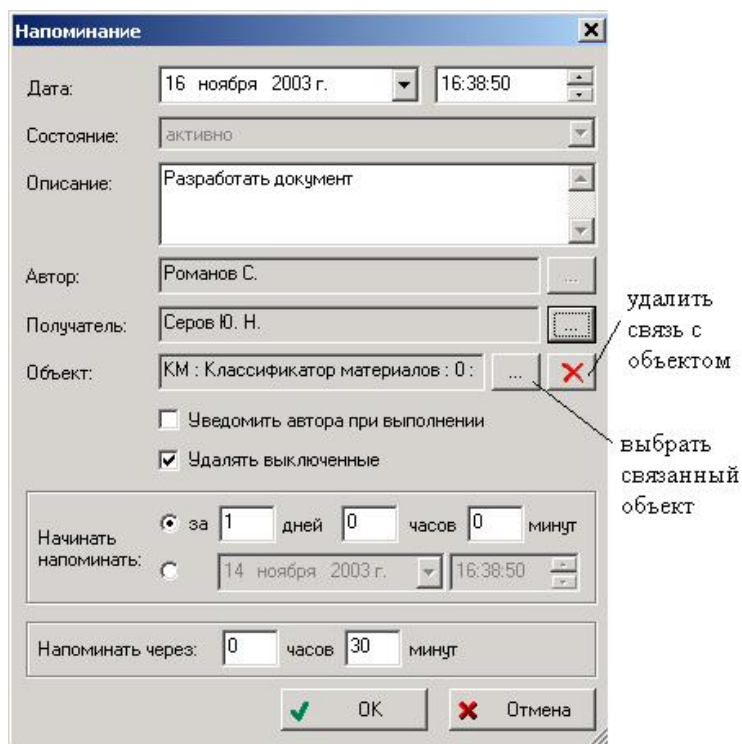 Напоминание
Дата: 16 ноября 2003 г. 16:38:50
Состояние: активно
Описание: Разработать документ
Автор: Романов С. ...
Получатель: Серов Ю. Н. ...
Объект: КМ : Классификатор материалов : 0 : ...
удалить
связь с
объектом
Уведомить автора при выполнении
Удалять выключенные
выбрать
связанный
объект
Начинать
напоминать:
за 1 дней 0 часов 0 минут
14 ноября 2003 г. 16:38:50
Напоминать через: 0 часов 30 минут
OK Отмена